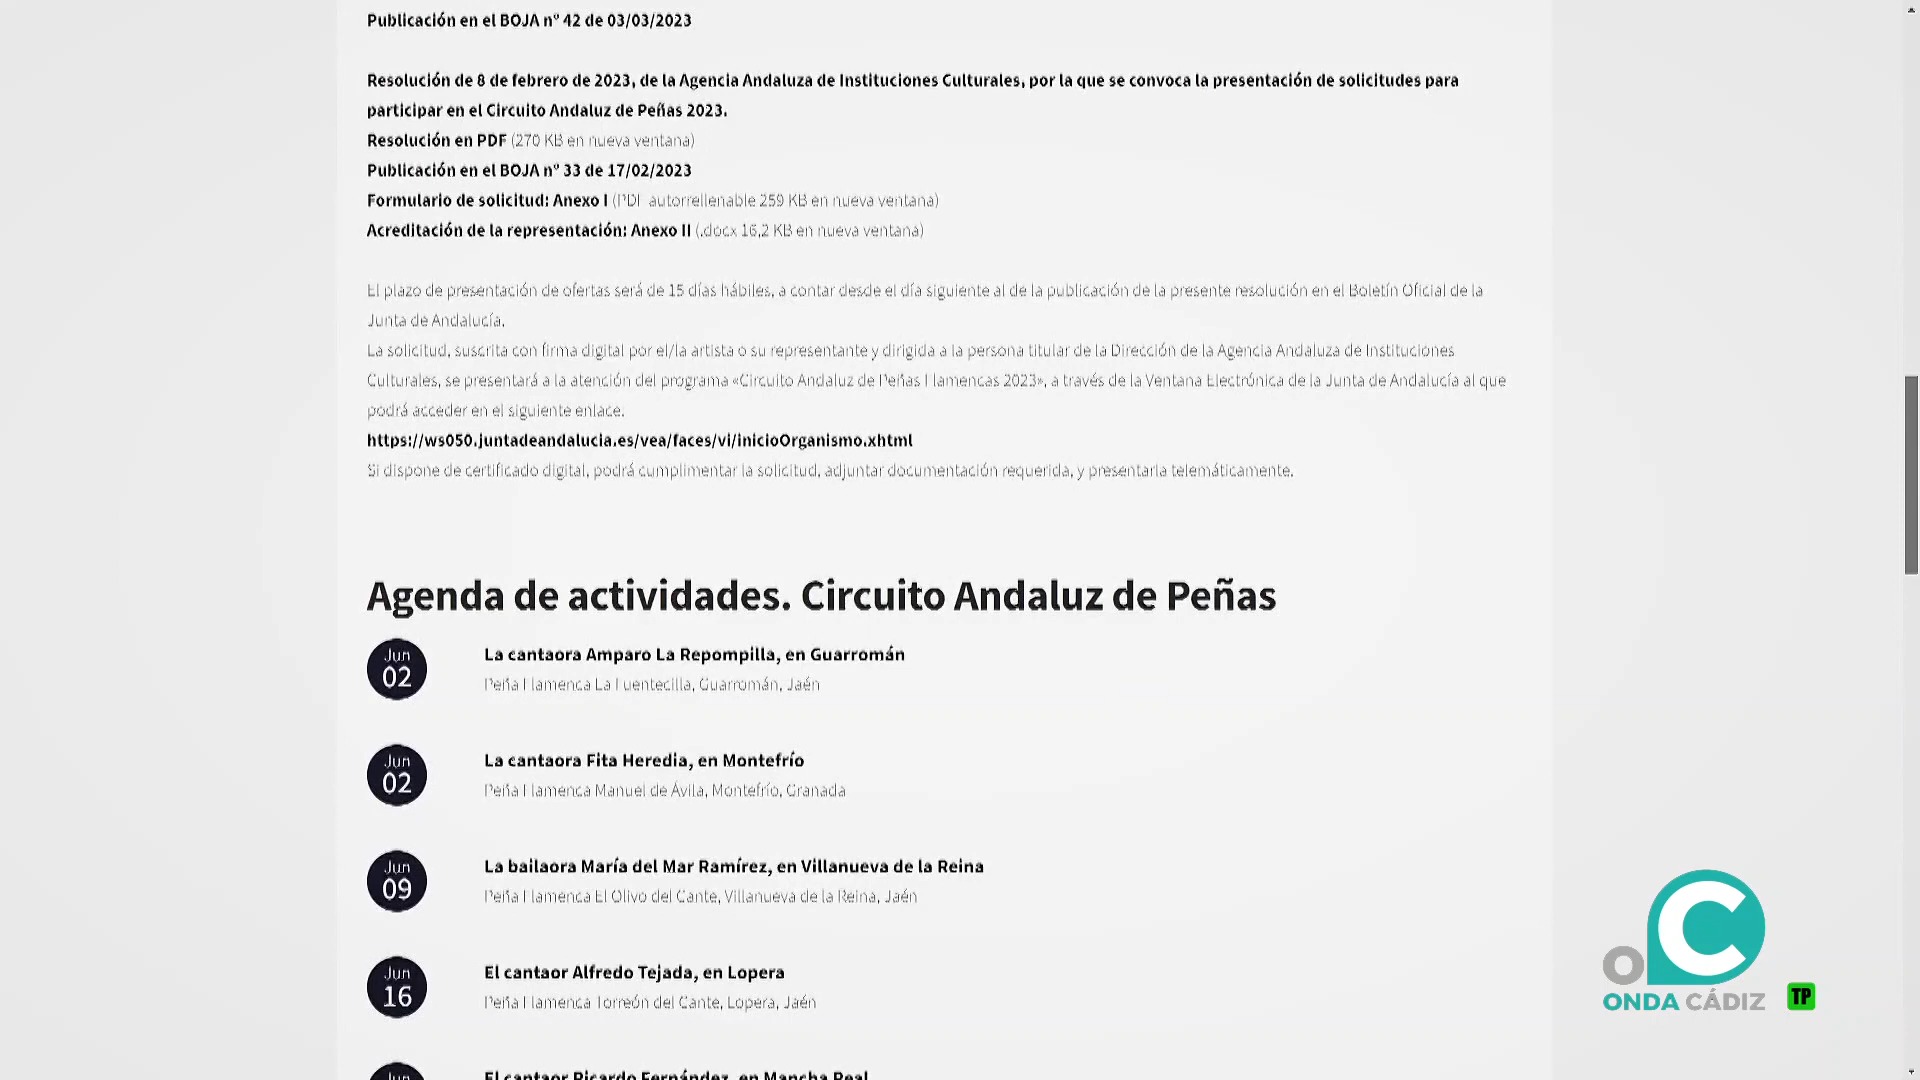 Publicación en el BOJA nº 42 de 03/03/2023
Resolución de 8 de febrero de 2023, de la Agencia Andaluza de Instituciones Culturales, por la que se convoca la presentación de solicitudes para
participar en el Circuito Andaluz de Peñas 2023.
Resolución en PDF (270 KB en nueva ventana)
Publicación en el BOJA nº 33 de 17/02/2023
Formulario de solicitud: Anexo I (PDF autorrellenable 259 KB en nueva ventana)
Acreditación de la representación: Anexo II (.docx 16,2 KB en nueva ventana)
El plazo de presentación de ofertas será de 15 días hábiles, a contar desde el día siguiente al de la publicación de la presente resolución en el Boletín Oficial de la
Junta de Andalucía.
La solicitud, suscrita con firma digital por el/la artista o su representante y dirigida a la persona titular de la Dirección de la Agencia Andaluza de Instituciones
Culturales, se presentará a la atención del programa «Circuito Andaluz de Peñas Flamencas 2023», a través de la Ventana Electrónica de la Junta de Andalucía al que
podrá acceder en el siguiente enlace.
https://ws050.juntadeandalucia.es/vea/faces/vi/inicioOrganismo.xhtml
Si dispone de certificado digital, podrá cumplimentar la solicitud, adjuntar documentación requerida, y presentarla telemáticamente.
Agenda de actividades. Circuito Andaluz de Peñas
Jun
02
La cantaora Amparo La Repompilla, en Guarromán
Peña Flamenca La Fuentecilla, Guarromán, Jaén
Jun
02
La cantaora Fita Heredia, en Montefrío
Peña Flamenca Manuel de Ávila, Montefrío, Granada
Jun
09
La bailaora María del Mar Ramírez, en Villanueva de la Reina
Peña Flamenca El Olivo del Cante, Villanueva de la Reina, Jaén
Jun
16
El cantaor Alfredo Tejada, en Lopera
Peña Flamenca Torreón del Cante, Lopera, Jaén
Jun
El cantaor Ricardo Fernández, en Mancha Real
O C
ONDA CÁDIZ
TP